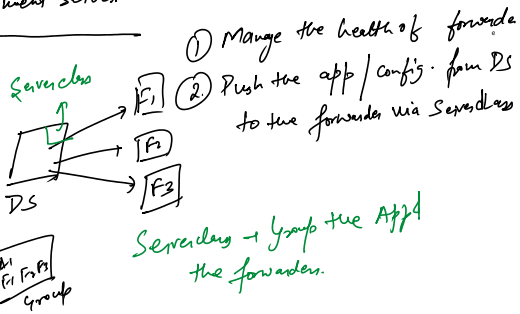 ① Mange the health of forwarde
② Push the app / config. from DS
to the forwarder via Serverclass
Serverclass
F1
F2
F3
DS
Serverclass → Group the App &
the forwarders.
F1 F2 F3
Group